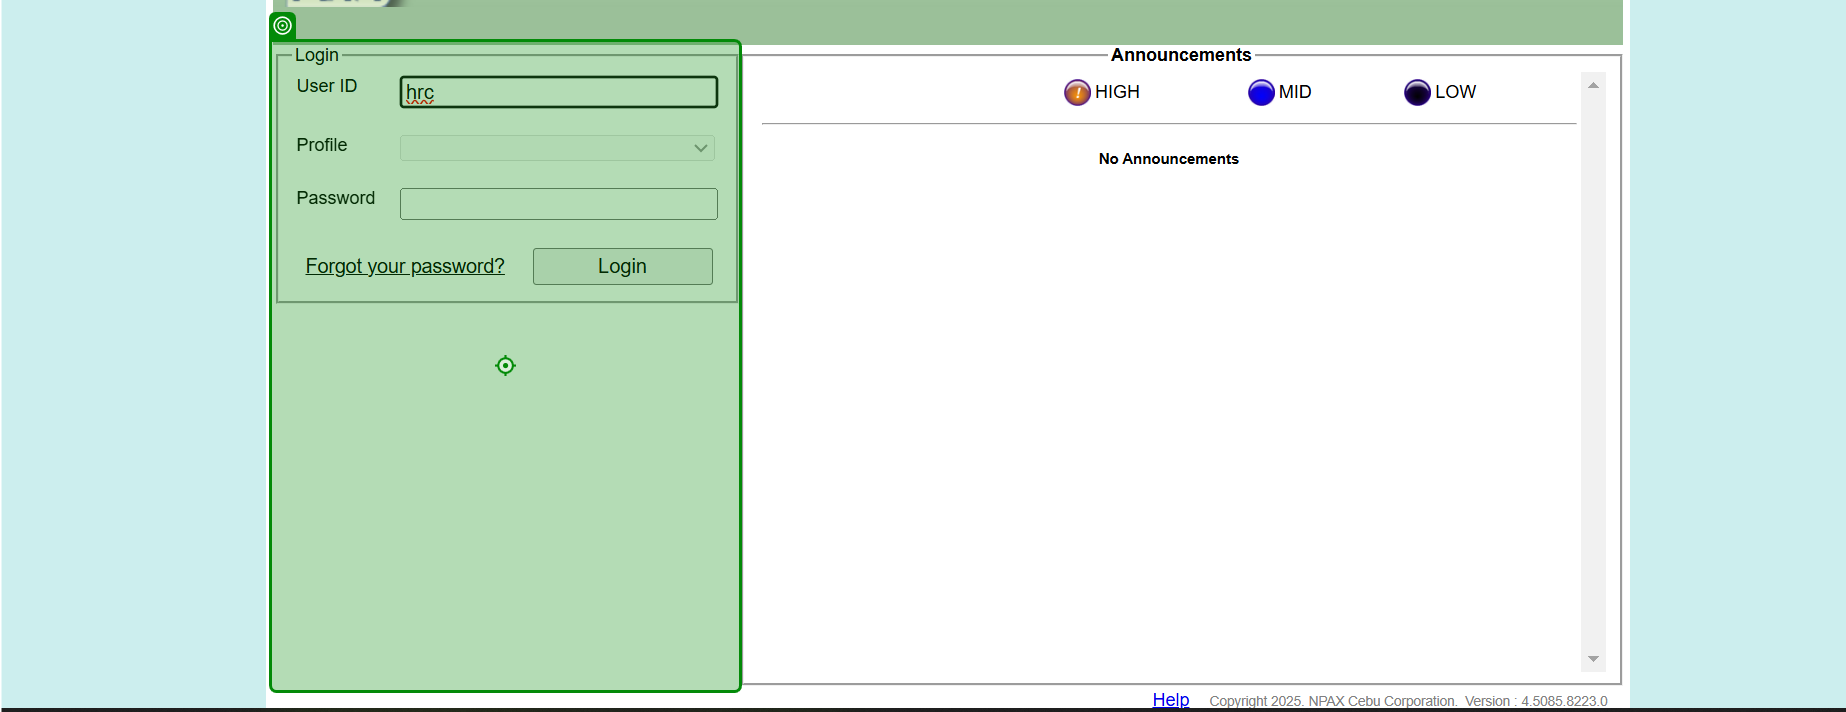 Login
User ID
hrc
Profile
Password
Forgot your password?
Login
Announcements
HIGH
MID
LOW
No Announcements
Help
Copyright 2025. NPAX Cebu Corporation. Version : 4.5085.8223.0